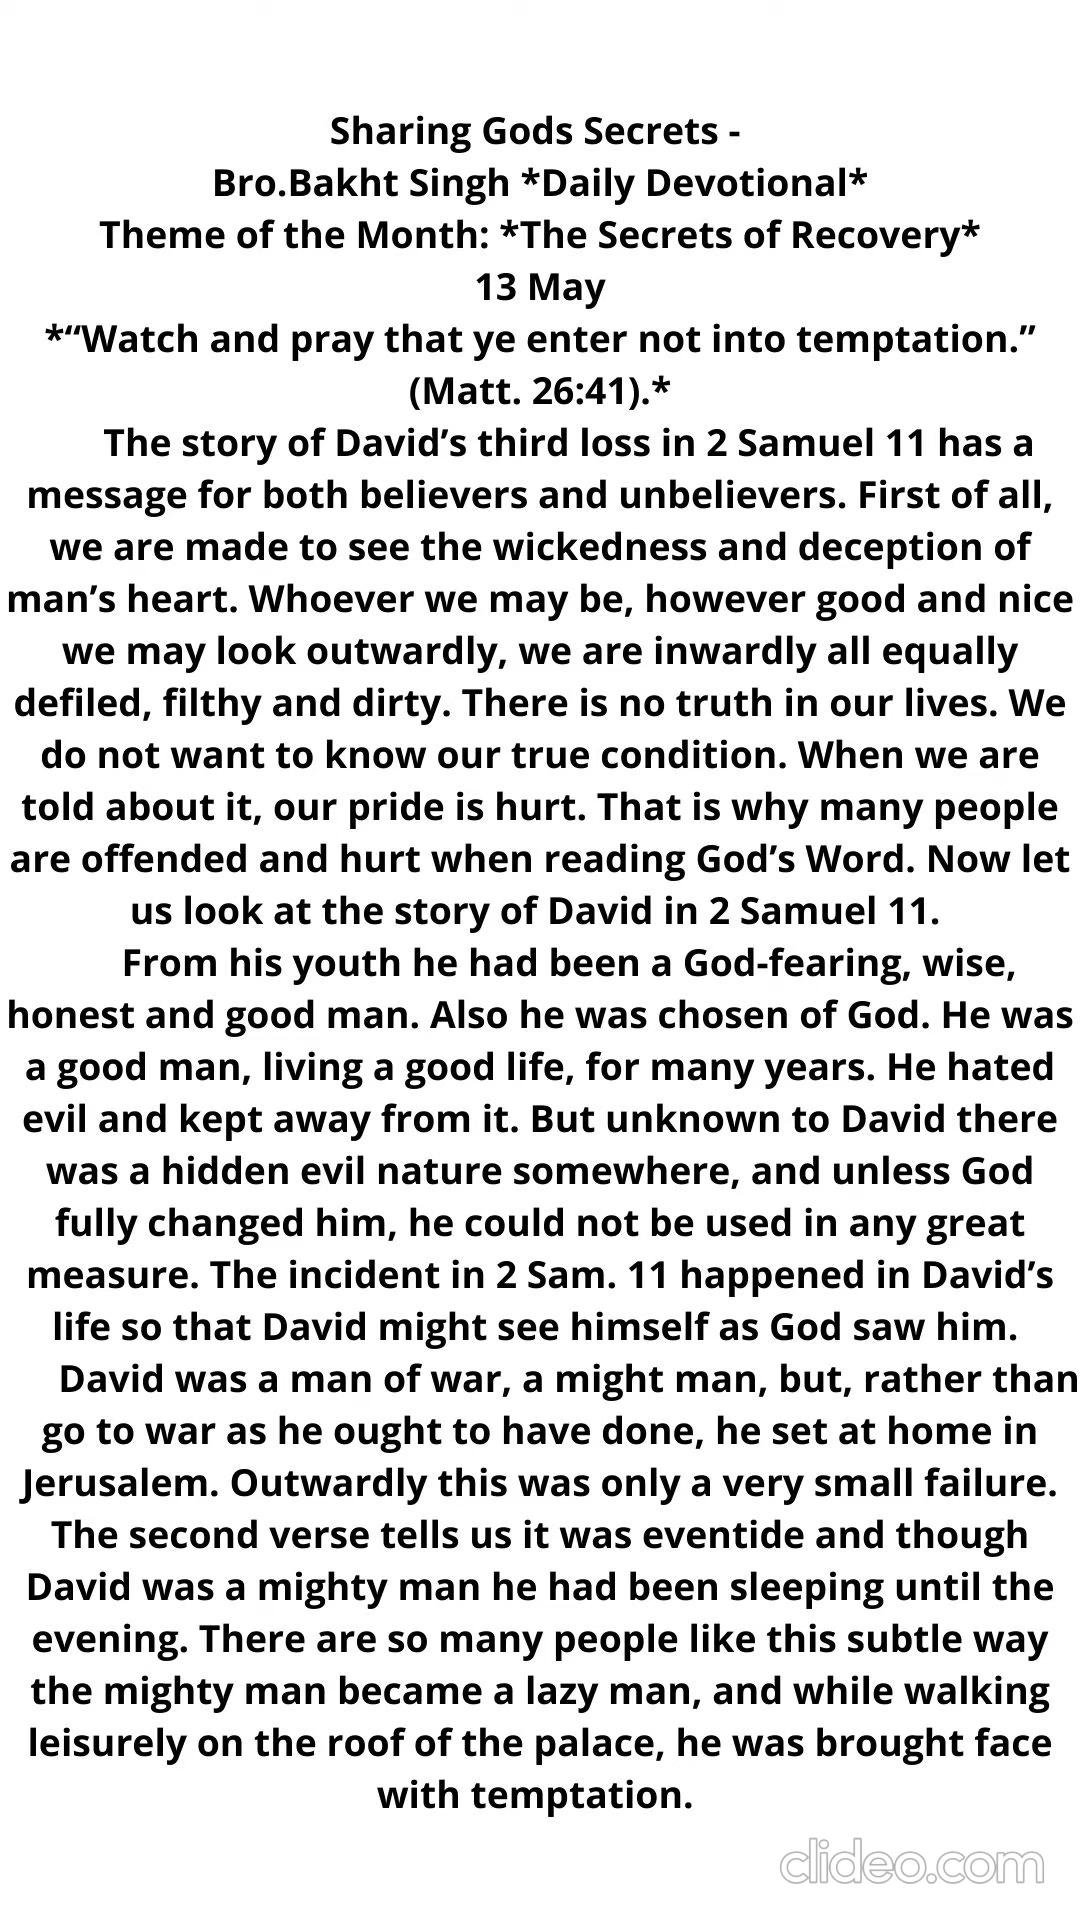 Sharing Gods Secrets -
Bro.Bakht Singh *Daily Devotional*
Theme of the Month: *The Secrets of Recovery*
13 May
*“Watch and pray that ye enter not into temptation.”
(Matt. 26:41).*
The story of David’s third loss in 2 Samuel 11 has a
message for both believers and unbelievers. First of all,
we are made to see the wickedness and deception of
man’s heart. Whoever we may be, however good and nice
we may look outwardly, we are inwardly all equally
defiled, filthy and dirty. There is no truth in our lives. We
do not want to know our true condition. When we are
told about it, our pride is hurt. That is why many people
are offended and hurt when reading God’s Word. Now let
us look at the story of David in 2 Samuel 11.
From his youth he had been a God-fearing, wise,
honest and good man. Also he was chosen of God. He was
a good man, living a good life, for many years. He hated
evil and kept away from it. But unknown to David there
was a hidden evil nature somewhere, and unless God
fully changed him, he could not be used in any great
measure. The incident in 2 Sam. 11 happened in David’s
life so that David might see himself as God saw him.
David was a man of war, a might man, but, rather than
go to war as he ought to have done, he set at home in
Jerusalem. Outwardly this was only a very small failure.
The second verse tells us it was eventide and though
David was a mighty man he had been sleeping until the
evening. There are so many people like this subtle way
the mighty man became a lazy man, and while walking
leisurely on the roof of the palace, he was brought face
with temptation.
clideo.com